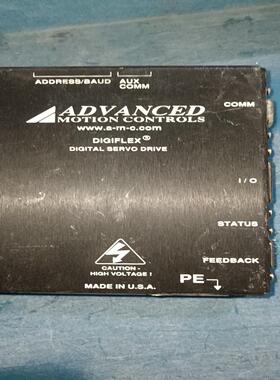 ADDRESS/BAUD
AUX
COMM
COMM
ADVANCED
MOTION CONTROLS
www.a-m-c.com
DIGIFLEX®
DIGITAL SERVO DRIVE
I/O
STATUS
FEEDBACK
CAUTION-
HIGH VOLTAGE !
PE
MADE IN U.S.A.